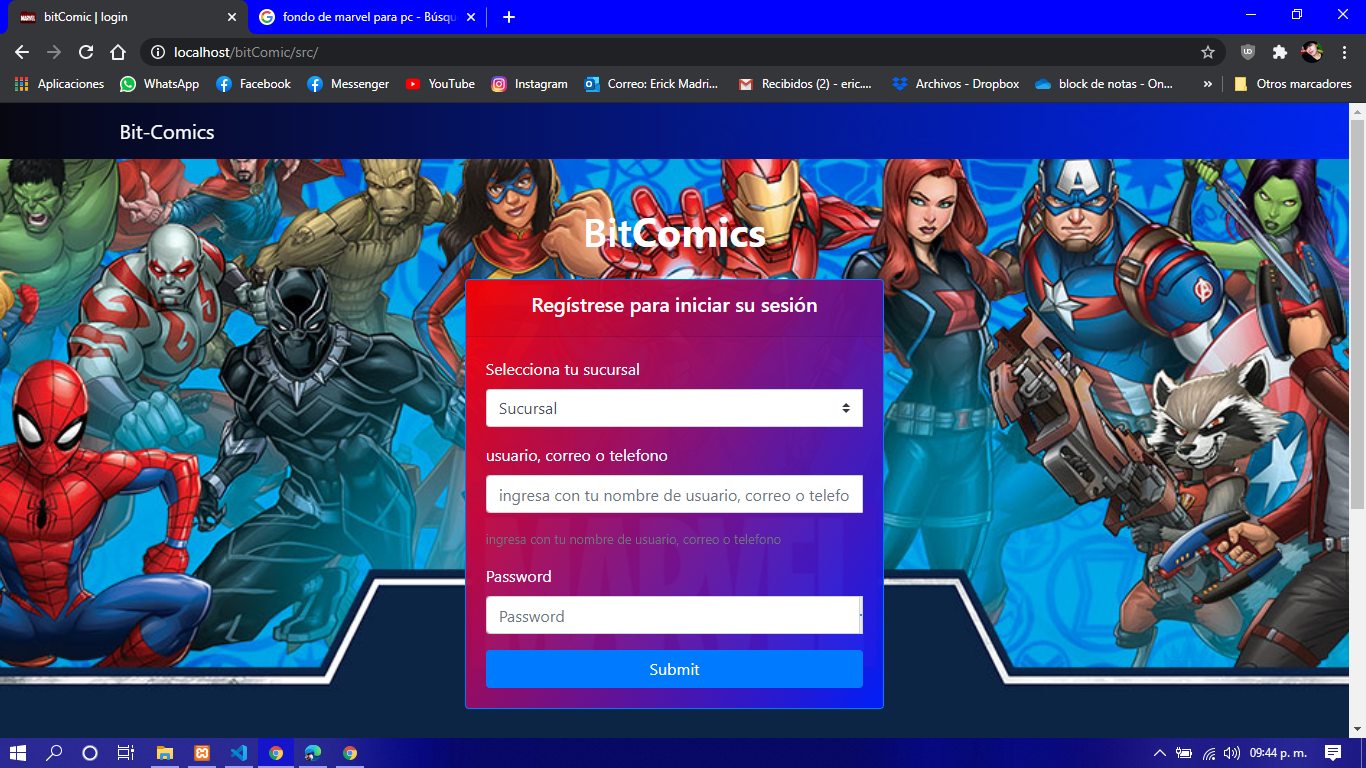 bitComic | login
fondo de marvel para pc - Búsqu
localhost/bitComic/src/
Aplicaciones
WhatsApp
Facebook
Messenger
YouTube
Instagram
Correo: Erick Madri...
Recibidos (2) - eric....
Archivos - Dropbox
block de notas - On...
»
Otros marcadores
Bit-Comics
BitComics
Regístrese para iniciar su sesión
Selecciona tu sucursal
Sucursal
usuario, correo o telefono
ingresa con tu nombre de usuario, correo o telefo
ingresa con tu nombre de usuario, correo o telefono
Password
Password
Submit
MARVEL
09:44 p. m.